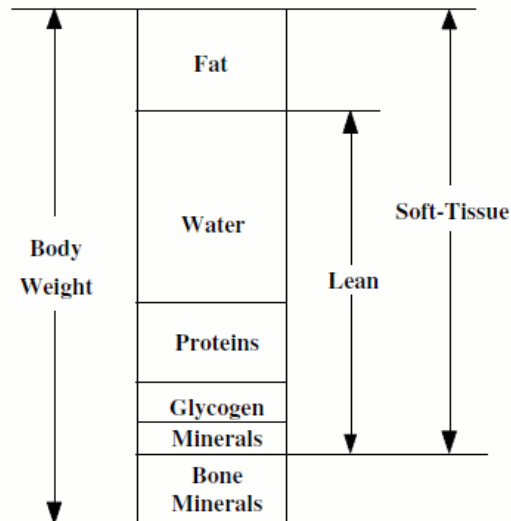 Fat
Water
Soft-Tissue
Body
Weight
Lean
Proteins
Glycogen
Minerals
Bone
Minerals